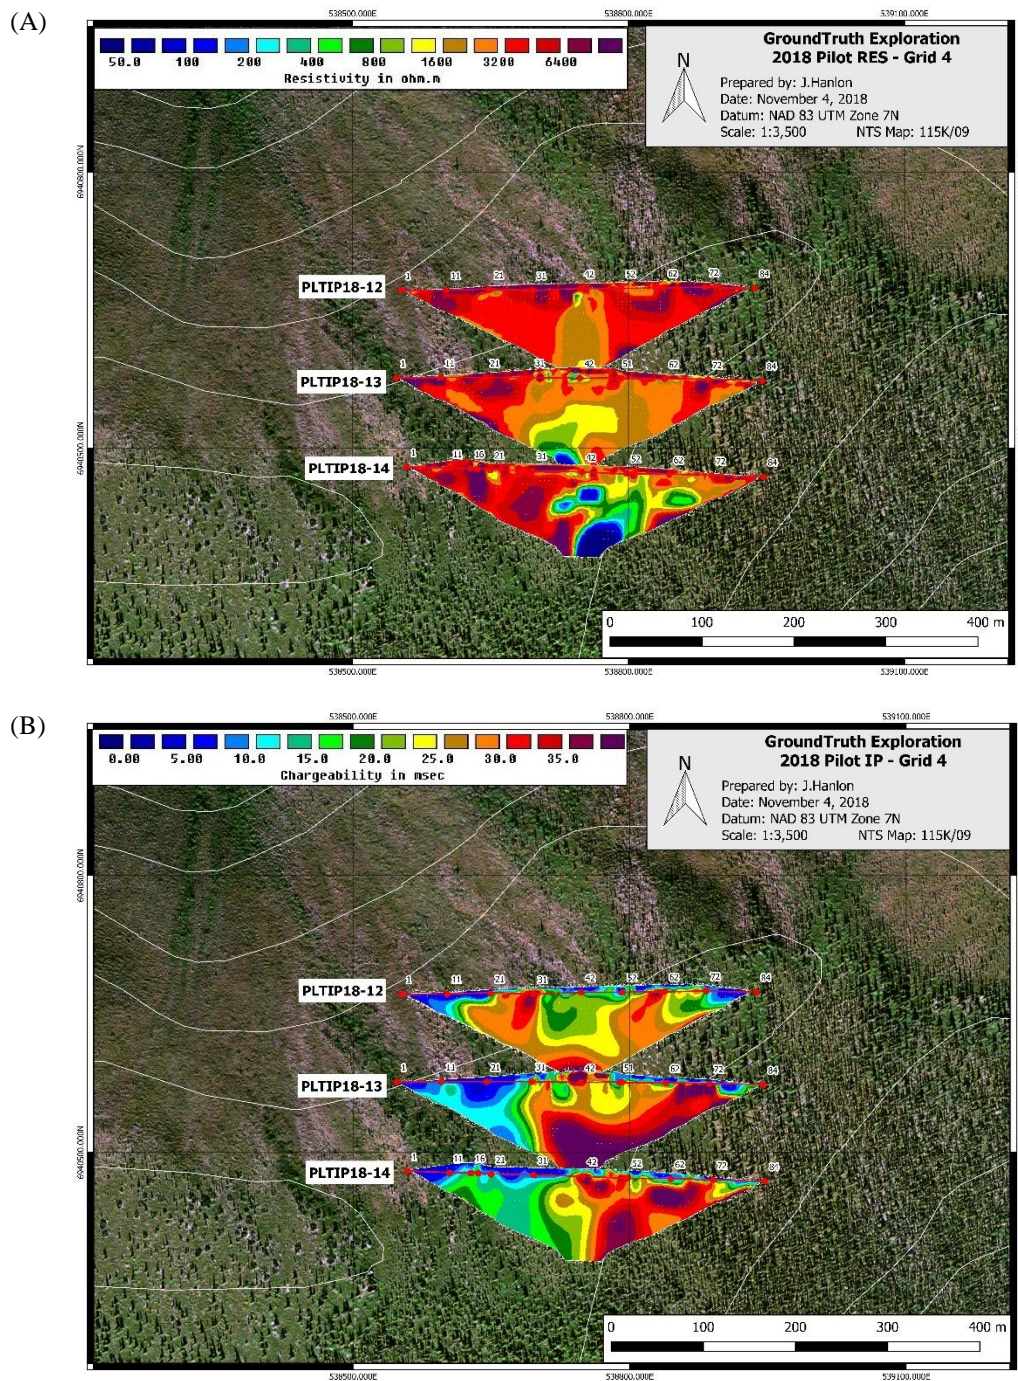 (A)
538500.000E 538800.000E 539100.000E
50.0 100 200 400 800 1600 3200 6400
Resistivity in ohm.m
GroundTruth Exploration
2018 Pilot RES - Grid 4
N
Prepared by: J.Hanlon
Date: November 4, 2018
Datum: NAD 83 UTM Zone 7N
Scale: 1:3,500 NTS Map: 115K/09
6940800.000N
PLTIP18-12
1 11 21 31 42 52 62 72 84
PLTIP18-13
1 11 21 31 42 51 62 72 84
6940500.000N
PLTIP18-14
1 11 16 21 31 42 52 62 72 84
0 100 200 300 400 m
538500.000E 538800.000E 539100.000E
(B)
538500.000E 538800.000E 539100.000E
0.00 5.00 10.0 15.0 20.0 25.0 30.0 35.0
Chargeability in msec
GroundTruth Exploration
2018 Pilot IP - Grid 4
N
Prepared by: J.Hanlon
Date: November 4, 2018
Datum: NAD 83 UTM Zone 7N
Scale: 1:3,500 NTS Map: 115K/09
6940800.000N
PLTIP18-12
1 11 21 31 42 52 62 72 84
PLTIP18-13
1 11 21 31 42 51 62 72 84
6940500.000N
PLTIP18-14
1 11 16 21 31 42 52 62 72 84
0 100 200 300 400 m
538500.000E 538800.000E 539100.000E